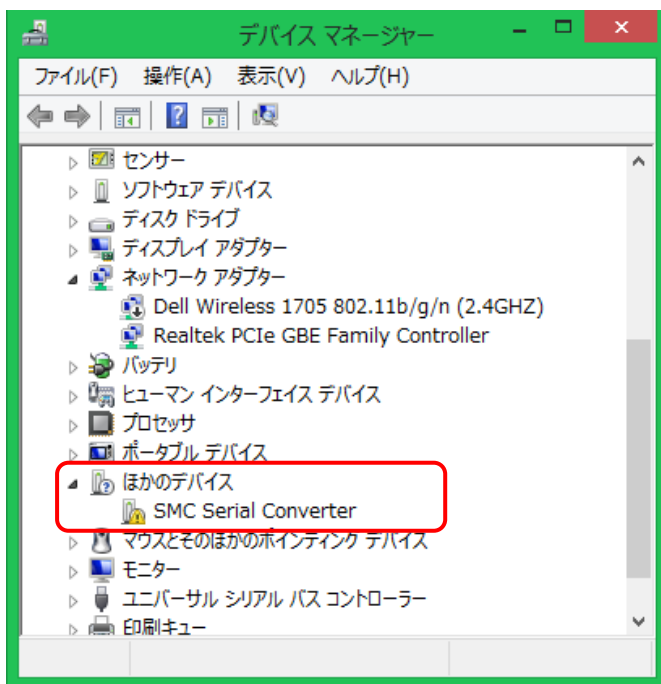 デバイス マネージャー
ファイル(F) 操作(A) 表示(V) ヘルプ(H)
センサー
ソフトウェア デバイス
ディスク ドライブ
ディスプレイ アダプター
ネットワーク アダプター
Dell Wireless 1705 802.11b/g/n (2.4GHZ)
Realtek PCIe GBE Family Controller
バッテリ
ヒューマン インターフェイス デバイス
プロセッサ
ポータブル デバイス
ほかのデバイス
SMC Serial Converter
マウスとそのほかのポインティング デバイス
モニター
ユニバーサル シリアル バス コントローラー
印刷キュー